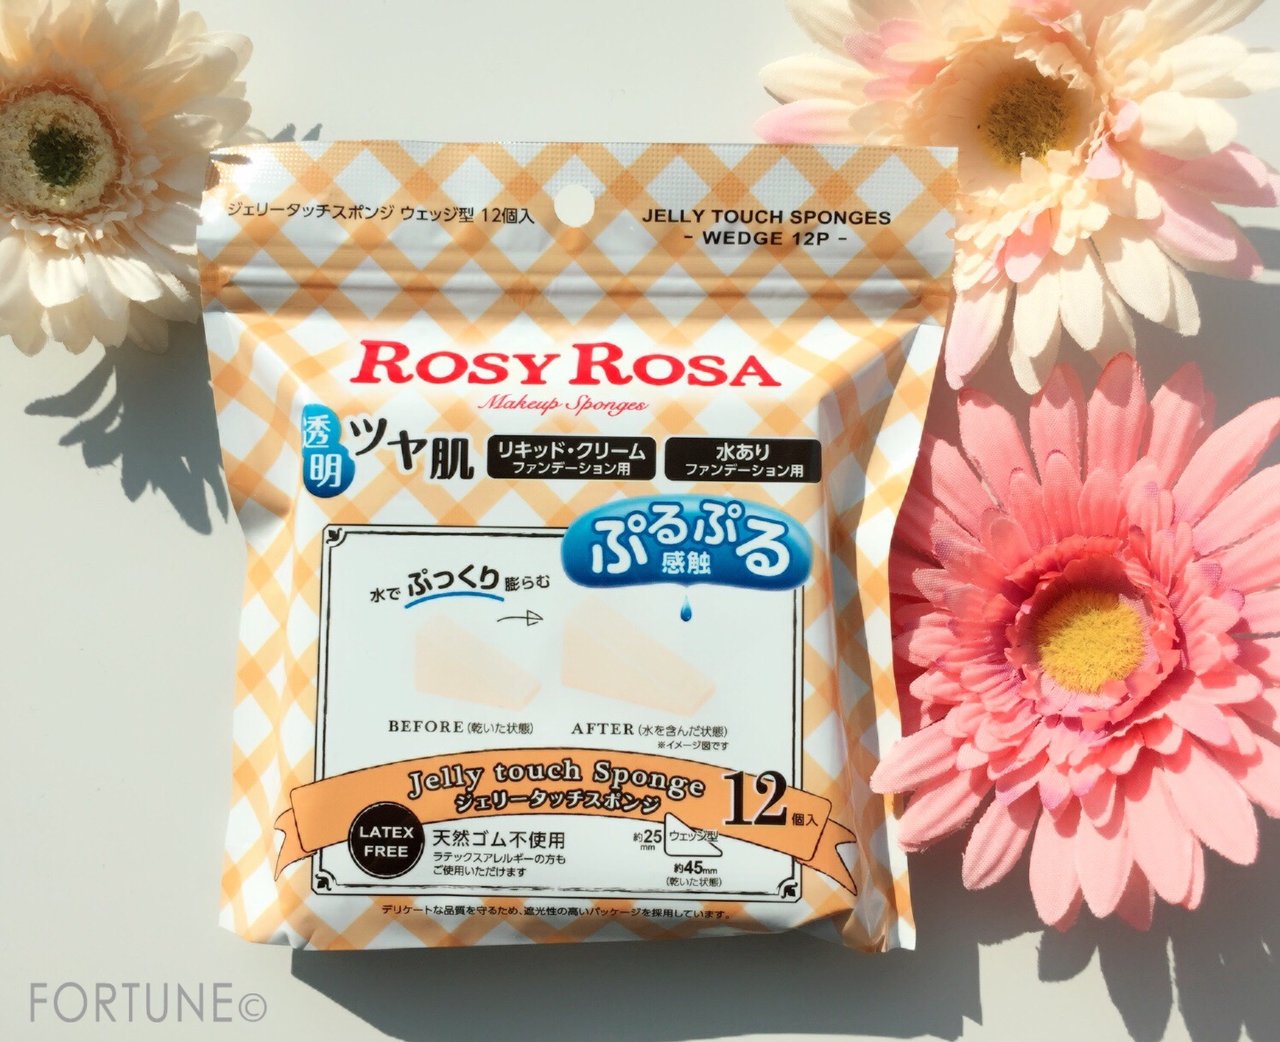 ジェリータッチスポンジ ウェッジ型 12個入
JELLY TOUCH SPONGES
- WEDGE 12P -
ROSY ROSA
Makeup Sponges
透明
ツヤ肌
リキッド・クリーム
ファンデーション用
水あり
ファンデーション用
ぷるぷる
感触
水でぷっくり膨らむ
BEFORE (乾いた状態)
AFTER (水を含んだ状態)
※イメージ図です
Jelly touch Sponge
ジェリータッチスポンジ
12個入
LATEX
FREE
天然ゴム不使用
ラテックスアレルギーの方も
ご使用いただけます
約25mm
ウェッジ型
約45mm
(乾いた状態)
デリケートな品質を守るため、遮光性の高いパッケージを採用しています。
FORTUNE©